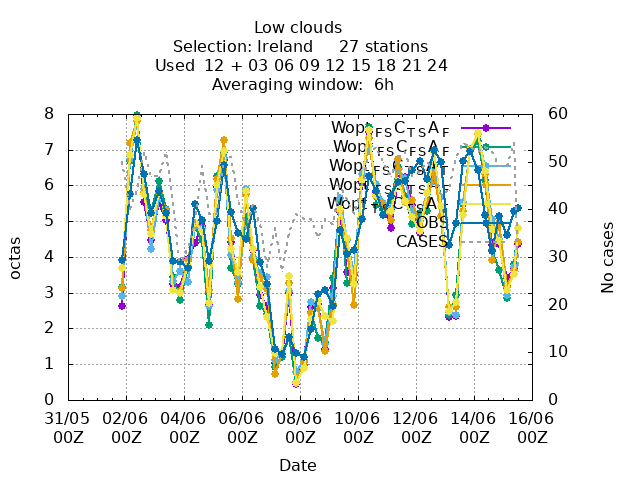 Low clouds
Selection: Ireland 27 stations
Used 12 + 03 06 09 12 15 18 21 24
Averaging window: 6h
8
7
6
5
4
3
2
1
0
60
50
40
30
20
10
0
octas
No cases
CASES
OBS
31/05 02/06 04/06 06/06 08/06 10/06 12/06 14/06 16/06
00Z 00Z 00Z 00Z 00Z 00Z 00Z 00Z 00Z
Date